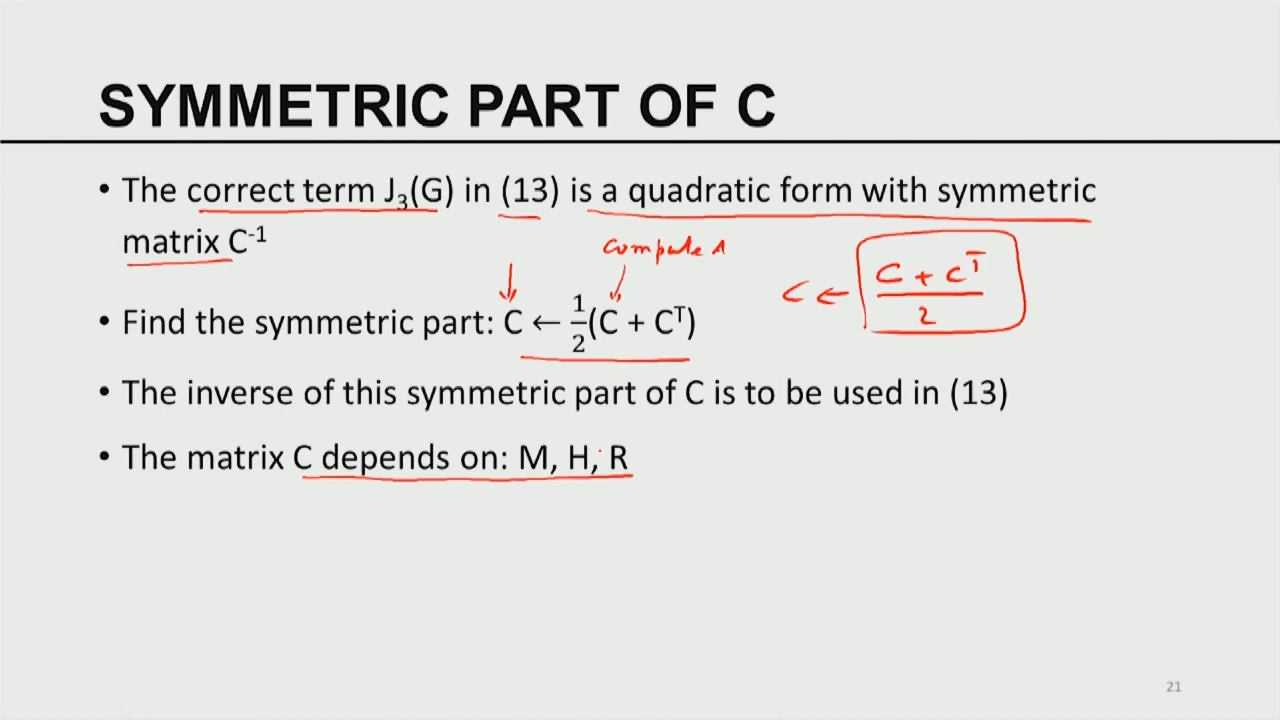 SYMMETRIC PART OF C
• The correct term J₃(G) in (13) is a quadratic form with symmetric
matrix C⁻¹
• Find the symmetric part: C ← ½(C + Cᵀ)
C ← C + Cᵀ / 2
• The inverse of this symmetric part of C is to be used in (13)
• The matrix C depends on: M, H, R
21